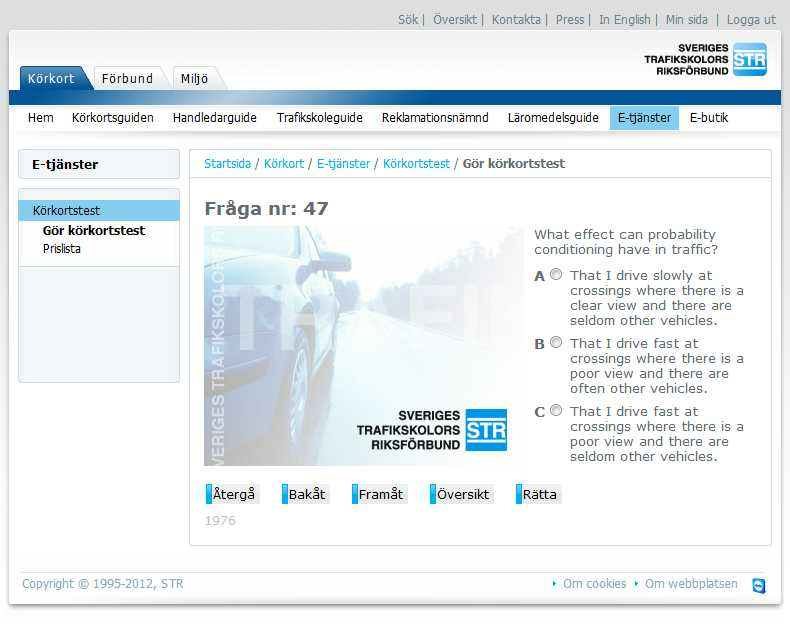 Sök | Översikt | Kontakta | Press | In English | Min sida | Logga ut
SVERIGES
TRAFIKSKOLORS
RIKSFÖRBUND
STR
Körkort Förbund Miljö
Hem Körkortsguiden Handledarguide Trafikskoleguide Reklamationsnämnd Läromedelsguide E-tjänster E-butik
E-tjänster
Körkortstest
Gör körkortstest
Prislista
Startsida / Körkort / E-tjänster / Körkortstest / Gör körkortstest
Fråga nr: 47
VERIGES TRAFIKSKOLOR
TRAFI
SVERIGES
TRAFIKSKOLORS
RIKSFÖRBUND
STR
What effect can probability
conditioning have in traffic?
A That I drive slowly at
crossings where there is a
clear view and there are
seldom other vehicles.
B That I drive fast at
crossings where there is a
poor view and there are
often other vehicles.
C That I drive fast at
crossings where there is a
poor view and there are
seldom other vehicles.
Återgå Bakåt Framåt Översikt Rätta
1976
Copyright © 1995-2012, STR
Om cookies Om webbplatsen